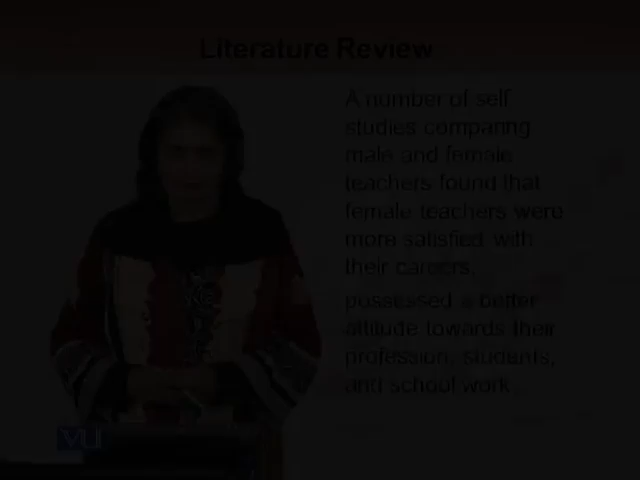 Literature Review
A number of self
studies comparing
male and female
teachers found that
female teachers were
more satisfied with
their careers,
possessed a better
attitude towards their
profession, students,
and school work.
VU